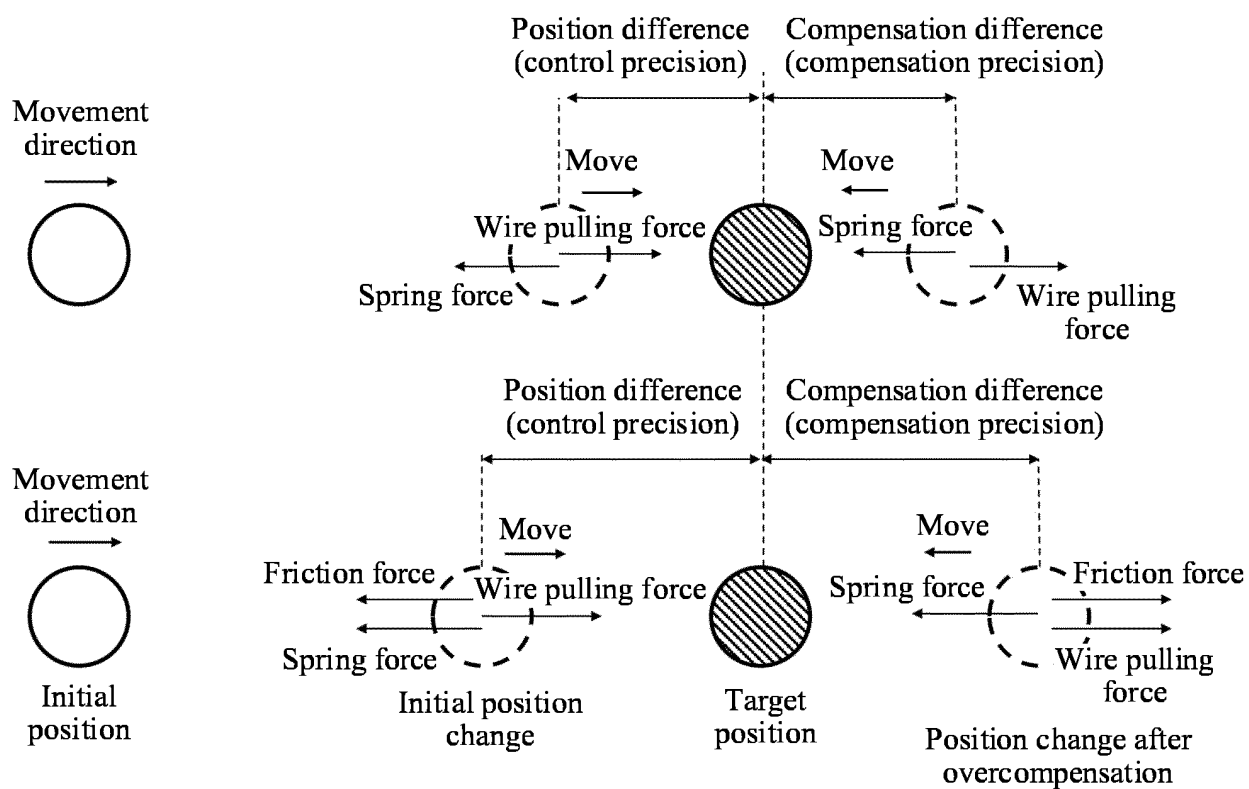 Position difference
(control precision)
Compensation difference
(compensation precision)
Movement
direction
Move
Move
Wire pulling force
Spring force
Spring force
Wire pulling
force
Position difference
(control precision)
Compensation difference
(compensation precision)
Movement
direction
Move
Move
Friction force
Wire pulling force
Spring force
Friction force
Spring force
Wire pulling
force
Initial
position
Initial position
change
Target
position
Position change after
overcompensation